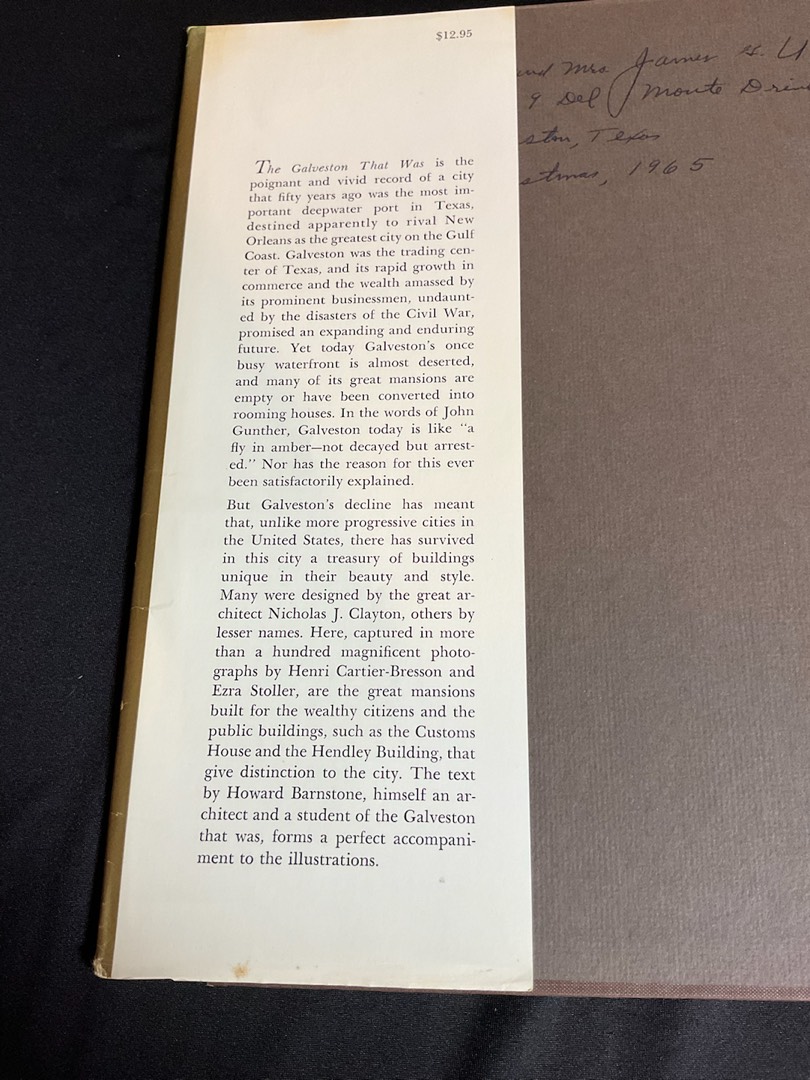 $12.95
The Galveston That Was is the
poignant and vivid record of a city
that fifty years ago was the most im-
portant deepwater port in Texas,
destined apparently to rival New
Orleans as the greatest city on the Gulf
Coast. Galveston was the trading cen-
ter of Texas, and its rapid growth in
commerce and the wealth amassed by
its prominent businessmen, undaunt-
ed by the disasters of the Civil War,
promised an expanding and enduring
future. Yet today Galveston's once
busy waterfront is almost deserted,
and many of its great mansions are
empty or have been converted into
rooming houses. In the words of John
Gunther, Galveston today is like “a
fly in amber—not decayed but arrest-
ed.” Nor has the reason for this ever
been satisfactorily explained.
But Galveston's decline has meant
that, unlike more progressive cities in
the United States, there has survived
in this city a treasury of buildings
unique in their beauty and style.
Many were designed by the great ar-
chitect Nicholas J. Clayton, others by
lesser names. Here, captured in more
than a hundred magnificent photo-
graphs by Henri Cartier-Bresson and
Ezra Stoller, are the great mansions
built for the wealthy citizens and the
public buildings, such as the Customs
House and the Hendley Building, that
give distinction to the city. The text
by Howard Barnstone, himself an ar-
chitect and a student of the Galveston
that was, forms a perfect accompani-
ment to the illustrations.
and Mrs James
9 Del Monte Driv
ston, Texas
stmas, 1965